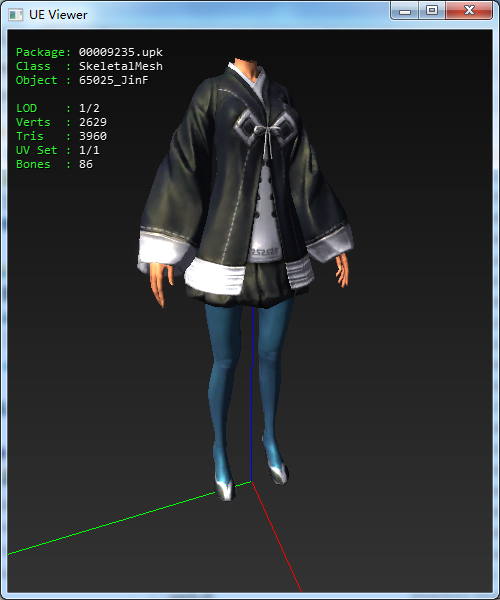 UE Viewer
Package: 00009235.upk
Class : SkeletalMesh
Object : 65025_JinF
LOD : 1/2
Verts : 2629
Tris : 3960
UV Set : 1/1
Bones : 86